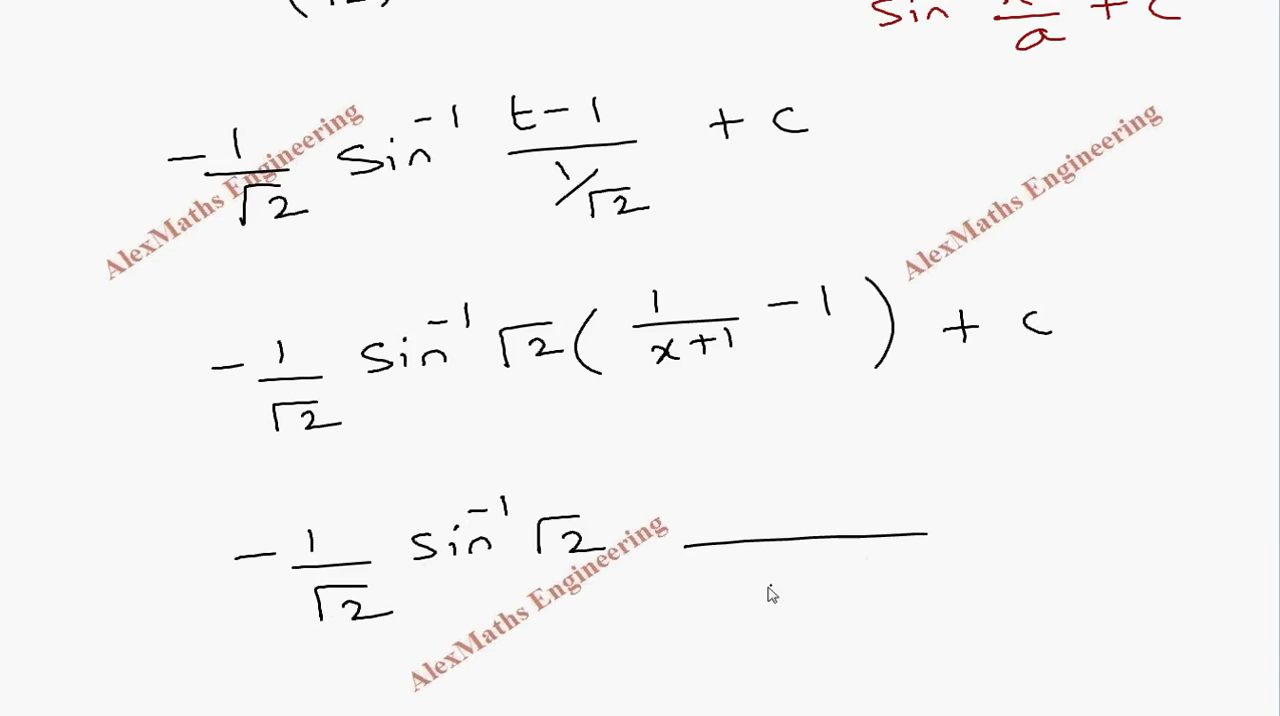 sin x/a + c
-1/√2 sin⁻¹ (t-1)/(1/√2) + c
-1/√2 sin⁻¹ √2 ( 1/(x+1) - 1 ) + c
-1/√2 sin⁻¹ √2 ———
AlexMaths Engineering
AlexMaths Engineering
AlexMaths Engineering